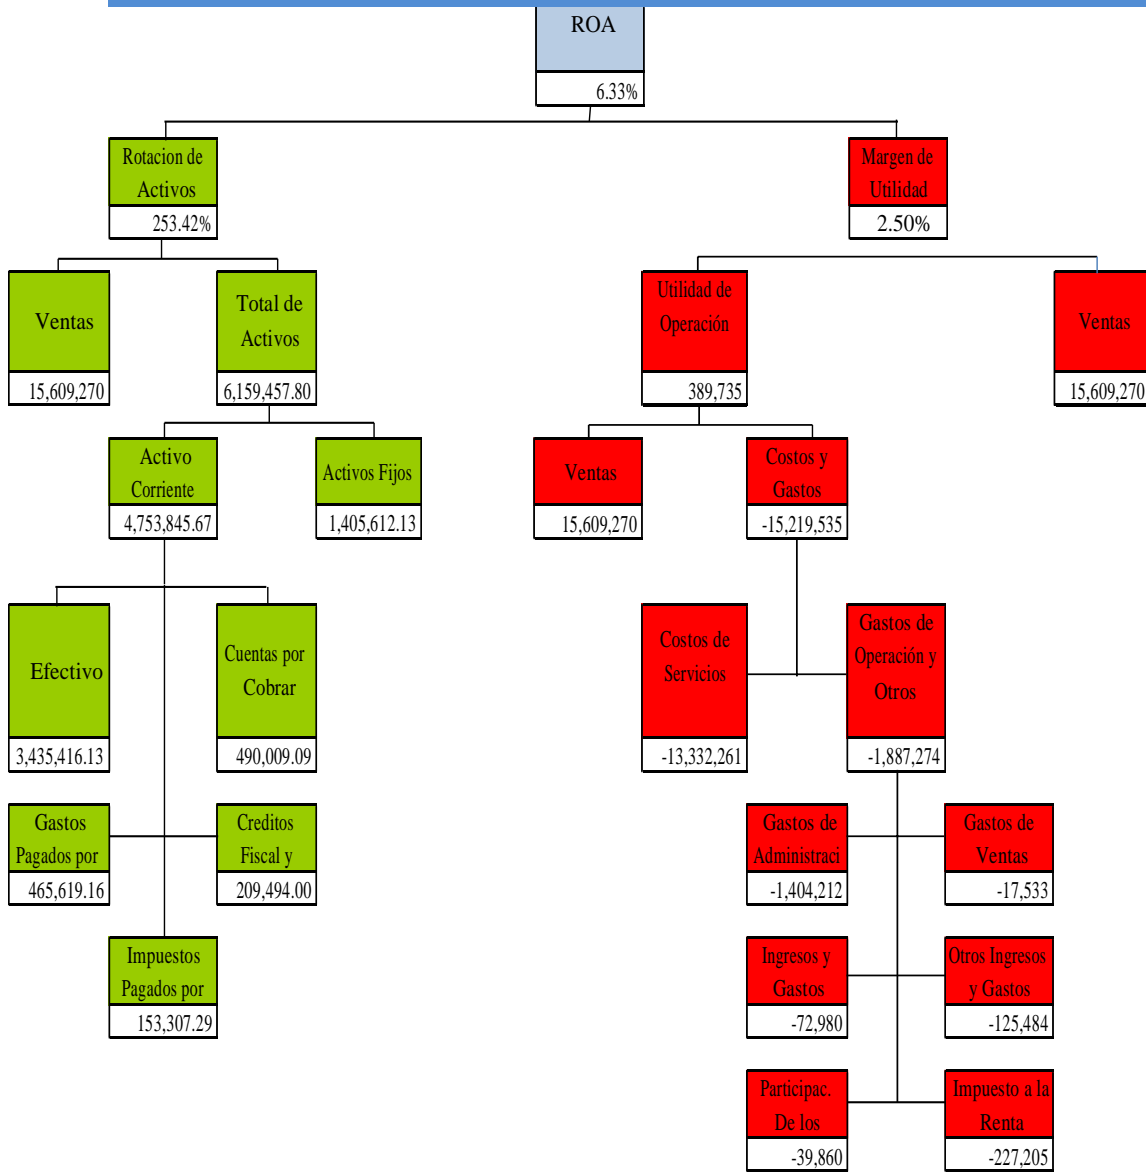 ROA
6.33%
Rotacion de
Activos
253.42%
Margen de
Utilidad
2.50%
Ventas
15,609,270
Total de
Activos
6,159,457.80
Utilidad de
Operación
389,735
Ventas
15,609,270
Activo
Corriente
4,753,845.67
Activos Fijos
1,405,612.13
Ventas
15,609,270
Costos y
Gastos
-15,219,535
Efectivo
3,435,416.13
Cuentas por
Cobrar
490,009.09
Costos de
Servicios
-13,332,261
Gastos de
Operación y
Otros
-1,887,274
Gastos
Pagados por
465,619.16
Creditos
Fiscal y
209,494.00
Gastos de
Administraci
-1,404,212
Gastos de
Ventas
-17,533
Impuestos
Pagados por
153,307.29
Ingresos y
Gastos
-72,980
Otros Ingresos
y Gastos
-125,484
Participac.
De los
-39,860
Impuesto a la
Renta
-227,205